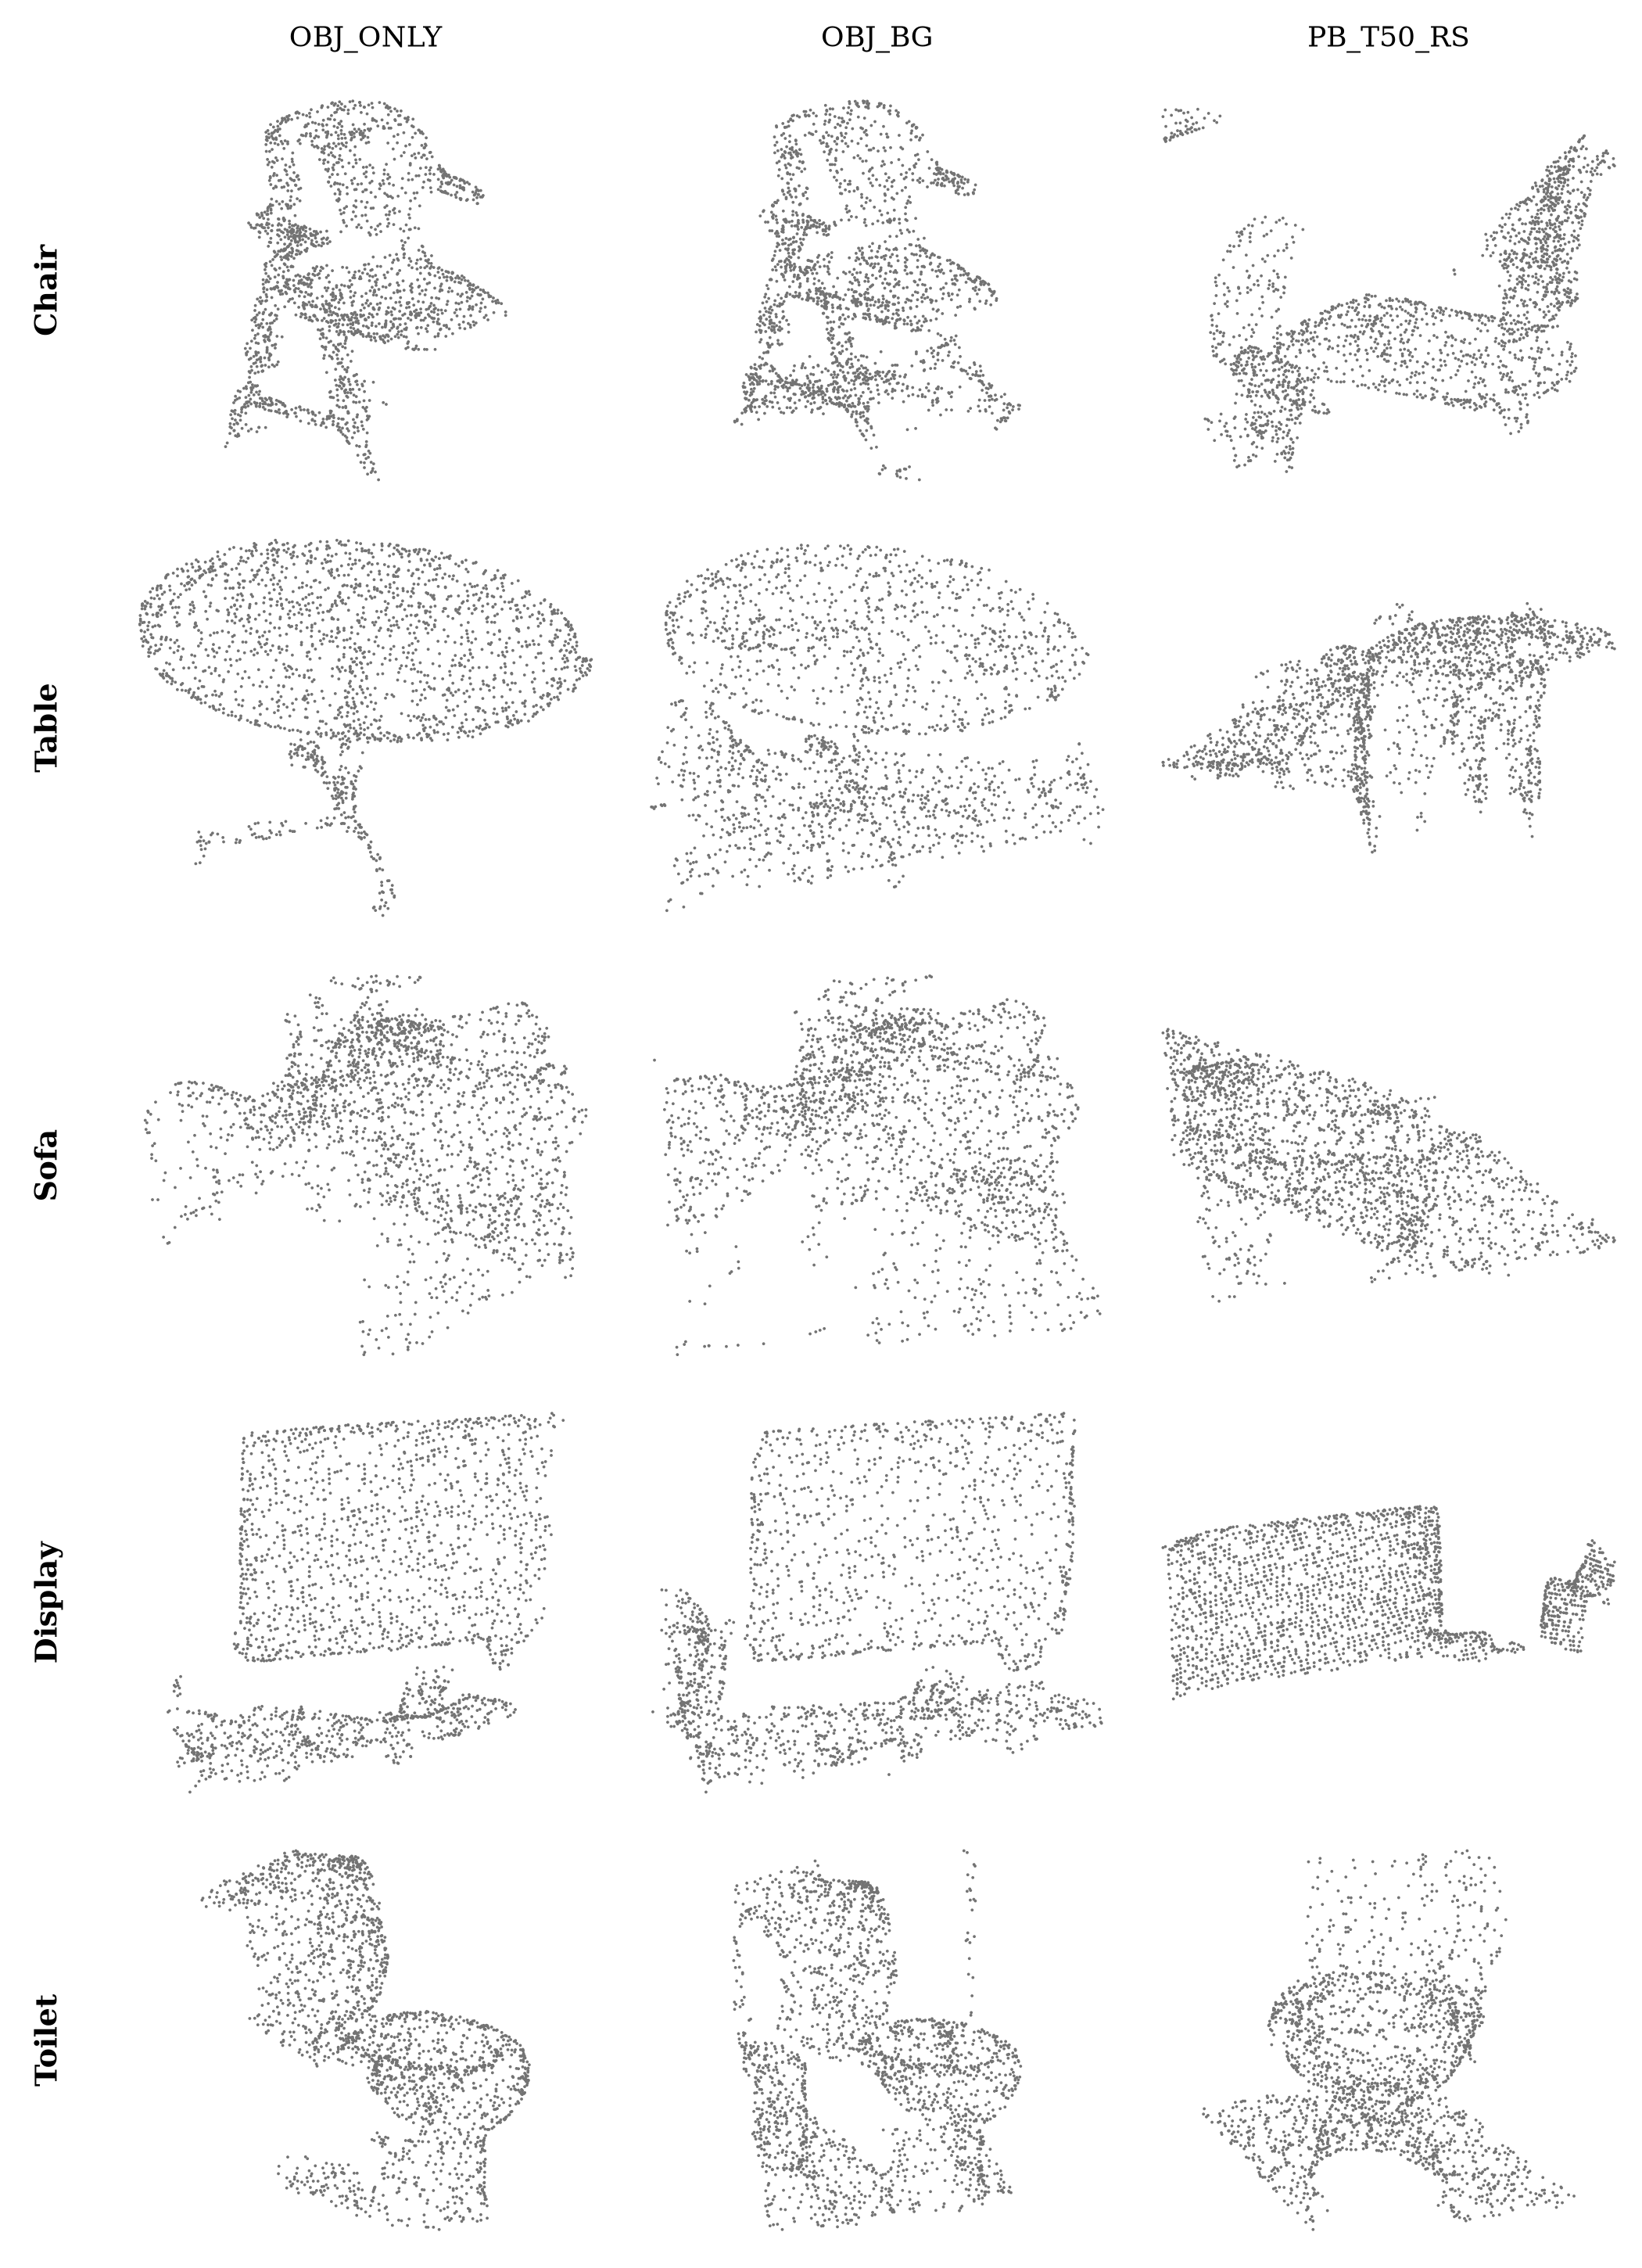 OBJ_ONLY OBJ_BG PB_T50_RS
Chair
Table
Sofa
Display
Toilet